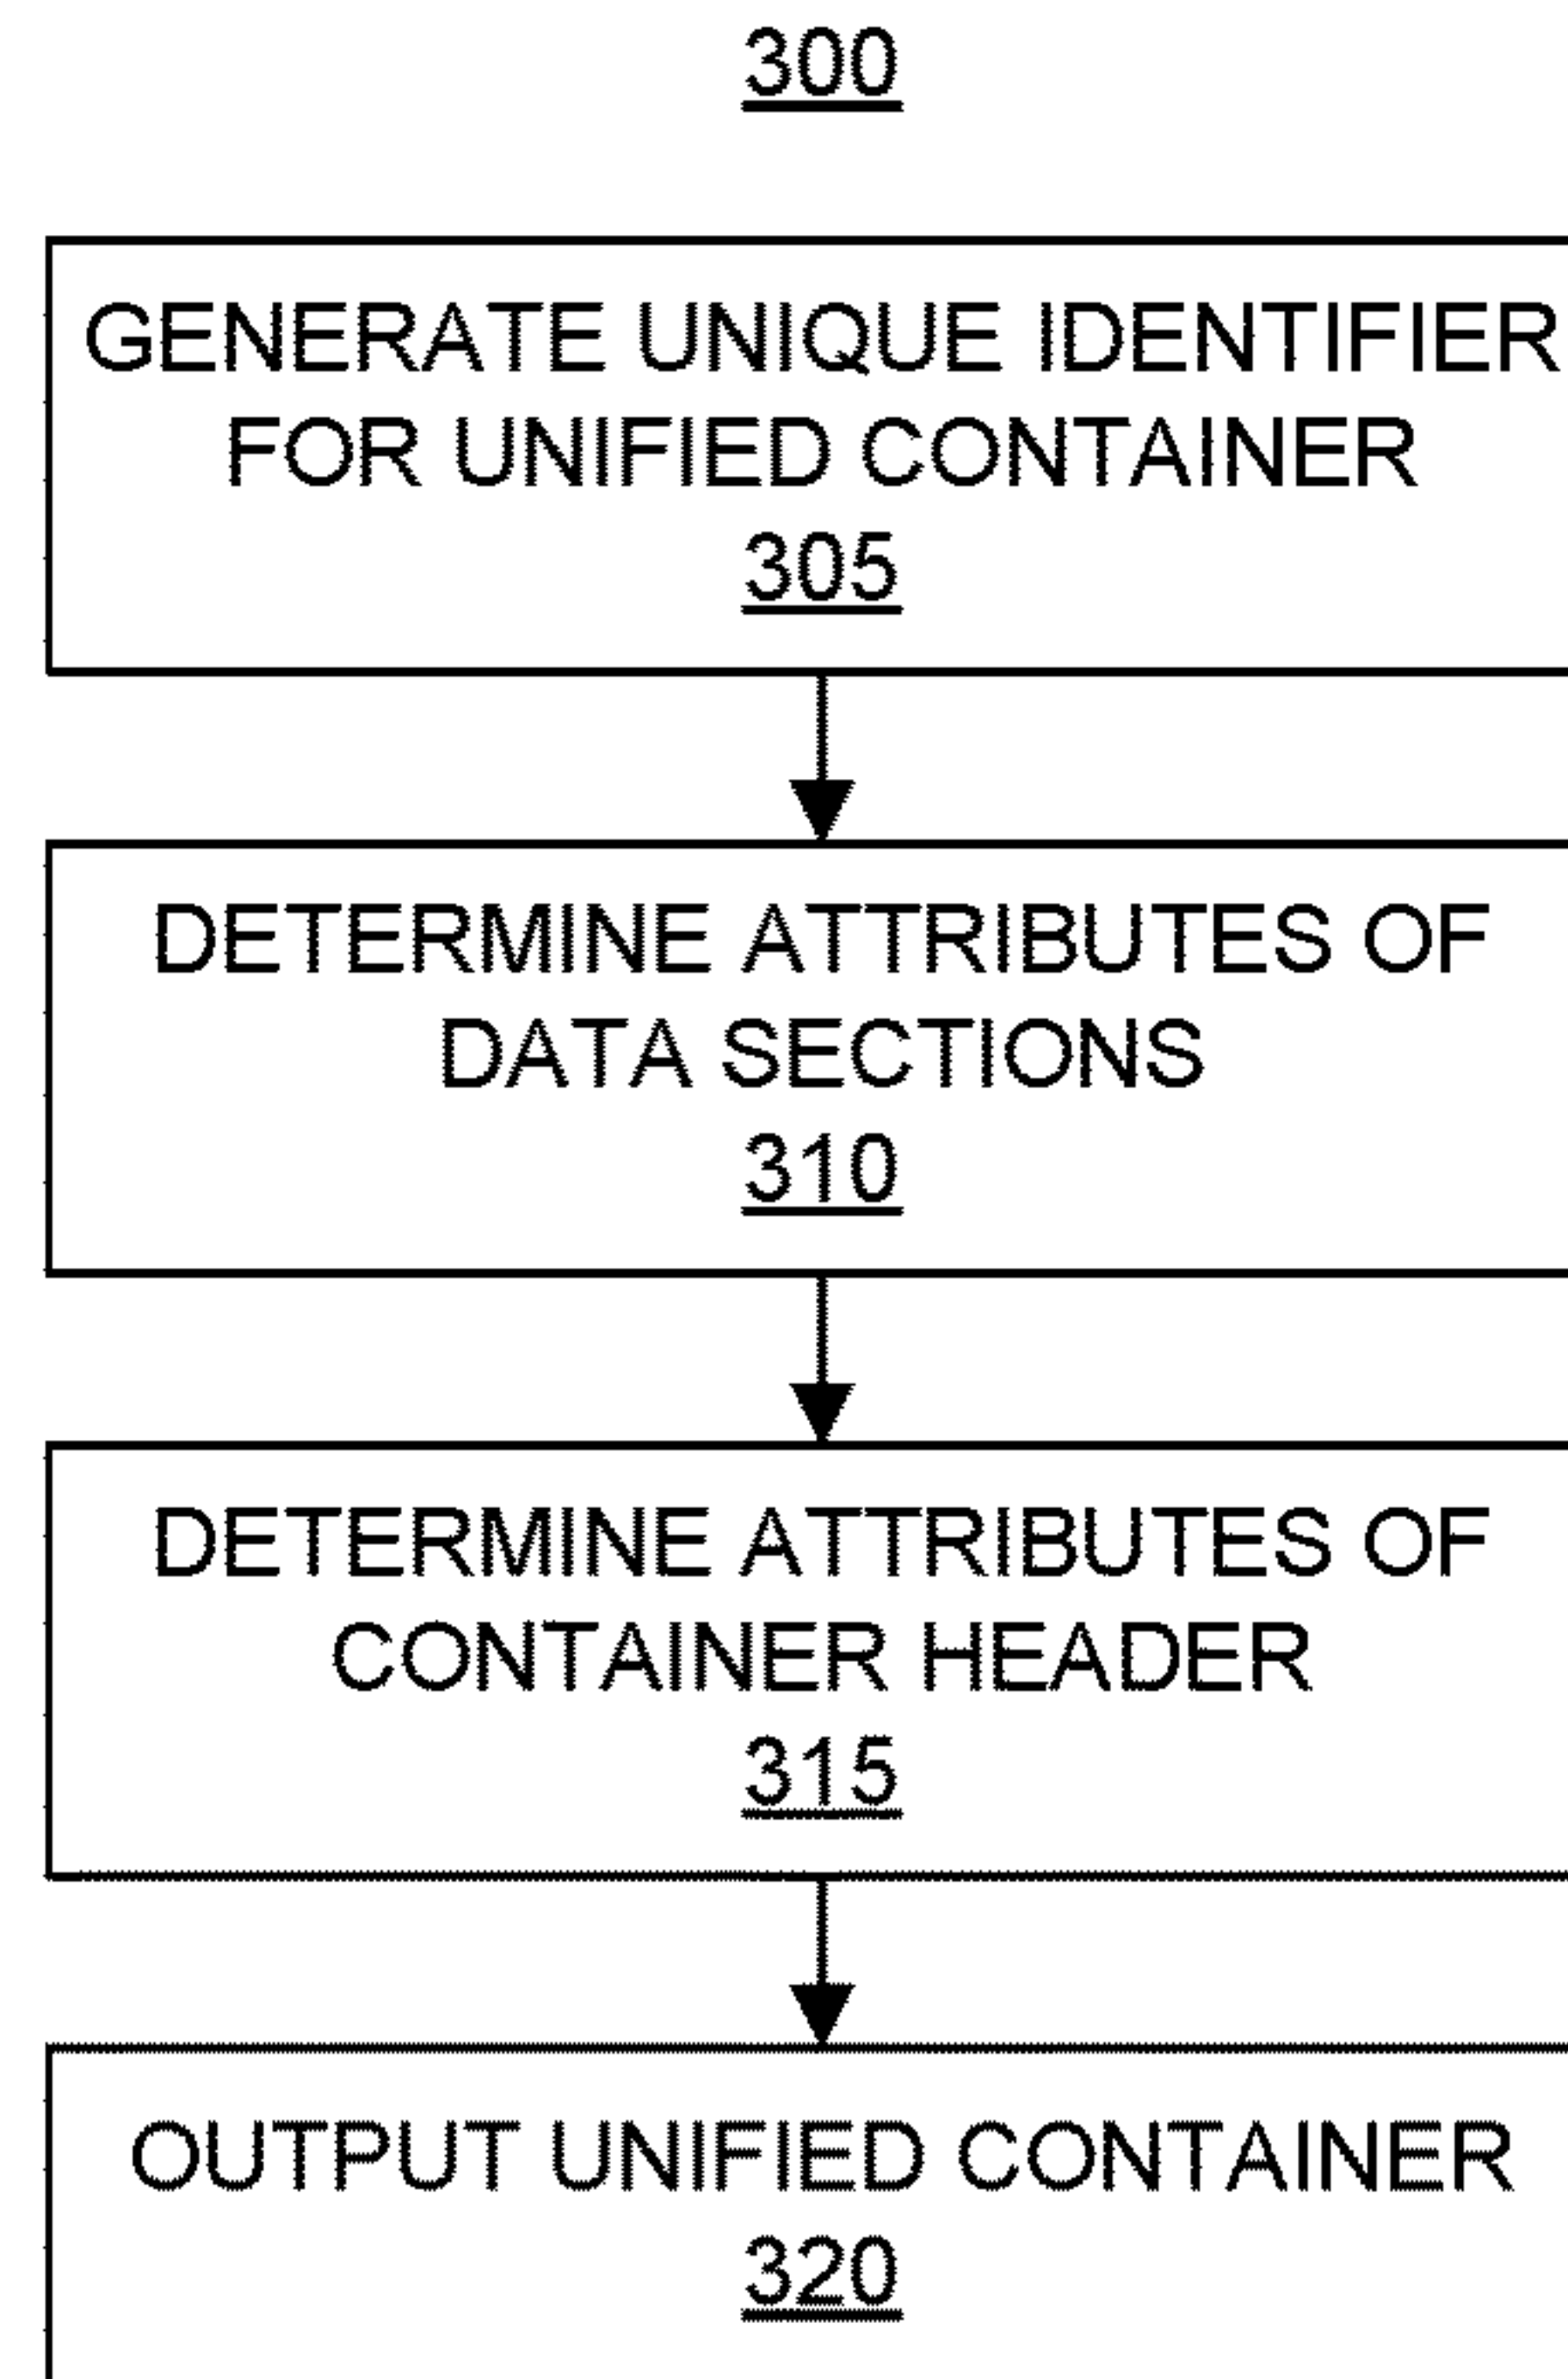 300
GENERATE UNIQUE IDENTIFIER
FOR UNIFIED CONTAINER
305
DETERMINE ATTRIBUTES OF
DATA SECTIONS
310
DETERMINE ATTRIBUTES OF
CONTAINER HEADER
315
OUTPUT UNIFIED CONTAINER
320